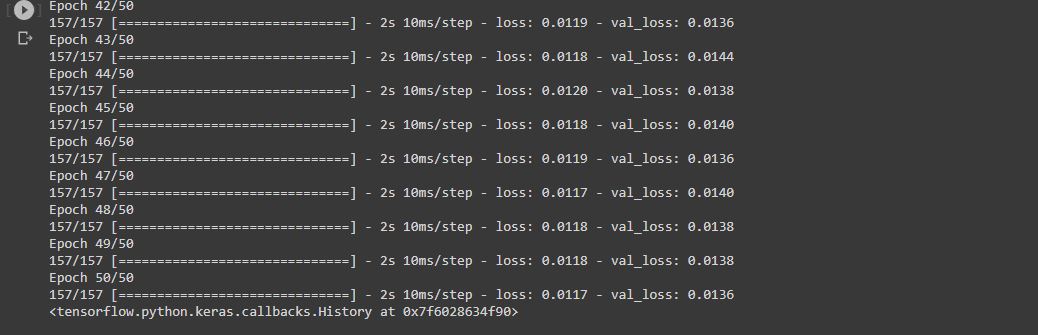 Epoch 42/50
157/157 [==============================] - 2s 10ms/step - loss: 0.0119 - val_loss: 0.0136
Epoch 43/50
157/157 [==============================] - 2s 10ms/step - loss: 0.0118 - val_loss: 0.0144
Epoch 44/50
157/157 [==============================] - 2s 10ms/step - loss: 0.0120 - val_loss: 0.0138
Epoch 45/50
157/157 [==============================] - 2s 10ms/step - loss: 0.0118 - val_loss: 0.0140
Epoch 46/50
157/157 [==============================] - 2s 10ms/step - loss: 0.0119 - val_loss: 0.0136
Epoch 47/50
157/157 [==============================] - 2s 10ms/step - loss: 0.0117 - val_loss: 0.0140
Epoch 48/50
157/157 [==============================] - 2s 10ms/step - loss: 0.0118 - val_loss: 0.0138
Epoch 49/50
157/157 [==============================] - 2s 10ms/step - loss: 0.0118 - val_loss: 0.0138
Epoch 50/50
157/157 [==============================] - 2s 10ms/step - loss: 0.0117 - val_loss: 0.0136
<tensorflow.python.keras.callbacks.History at 0x7f6028634f90>